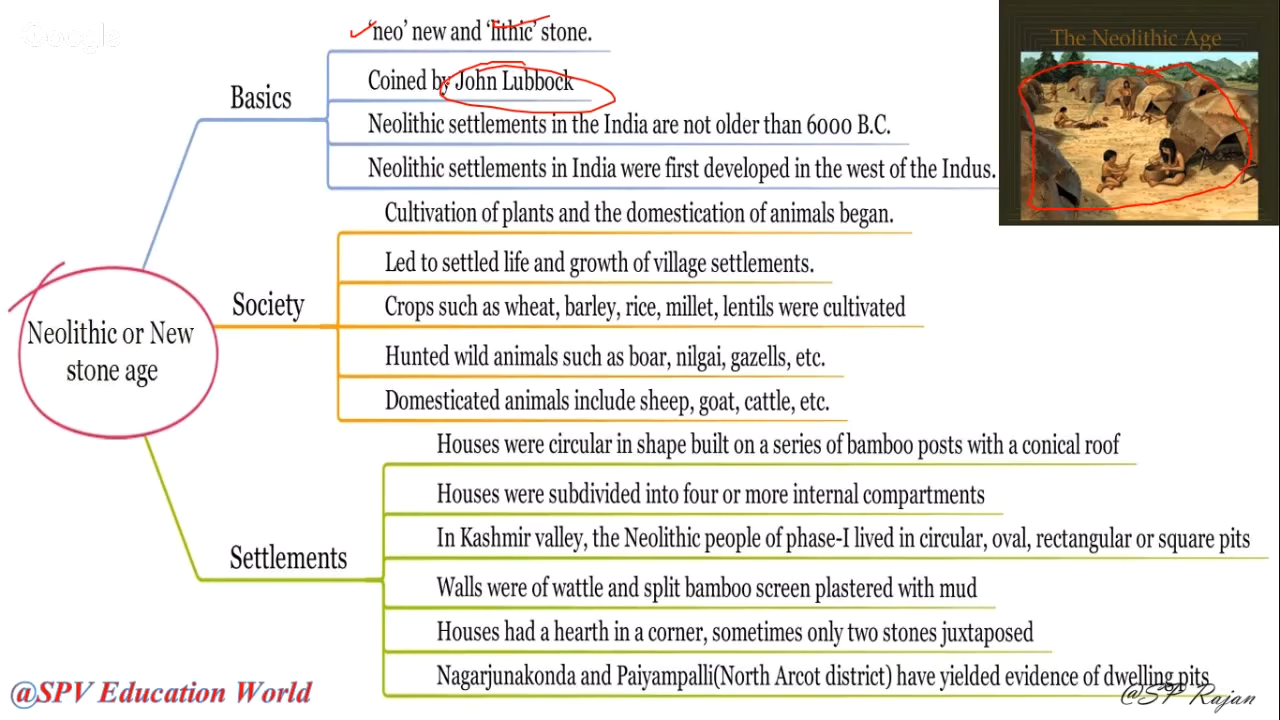 Google
'neo' new and 'lithic' stone.
The Neolithic Age
Coined by John Lubbock
Basics
Neolithic settlements in the India are not older than 6000 B.C.
Neolithic settlements in India were first developed in the west of the Indus.
Cultivation of plants and the domestication of animals began.
Led to settled life and growth of village settlements.
Society
Crops such as wheat, barley, rice, millet, lentils were cultivated
Neolithic or New
stone age
Hunted wild animals such as boar, nilgai, gazells, etc.
Domesticated animals include sheep, goat, cattle, etc.
Houses were circular in shape built on a series of bamboo posts with a conical roof
Houses were subdivided into four or more internal compartments
In Kashmir valley, the Neolithic people of phase-I lived in circular, oval, rectangular or square pits
Settlements
Walls were of wattle and split bamboo screen plastered with mud
Houses had a hearth in a corner, sometimes only two stones juxtaposed
Nagarjunakonda and Paiyampalli(North Arcot district) have yielded evidence of dwelling pits
@SPV Education World
@SP Rajan